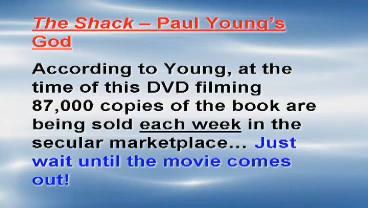 The Shack – Paul Young's
God
According to Young, at the
time of this DVD filming
87,000 copies of the book are
being sold each week in the
secular marketplace... Just
wait until the movie comes
out!